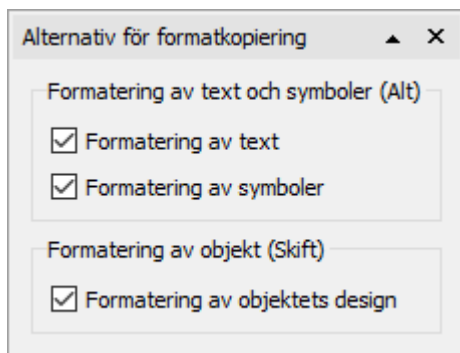 Alternativ för formatkopiering
Formatering av text och symboler (Alt)
Formatering av text
Formatering av symboler
Formatering av objekt (Skift)
Formatering av objektets design